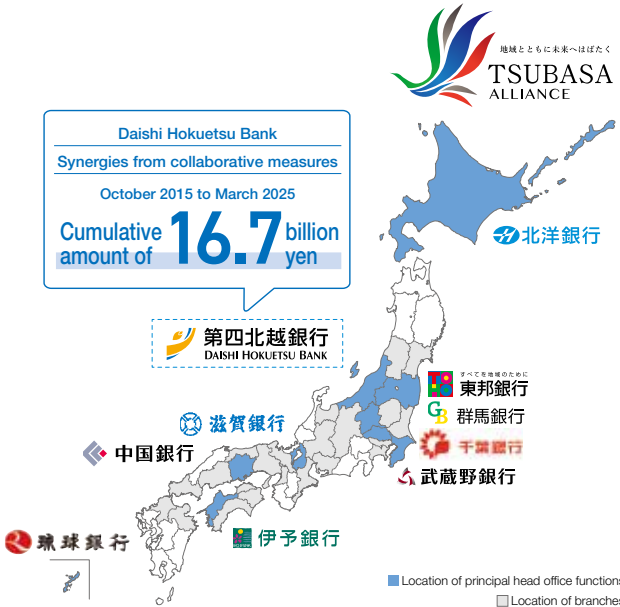 地域とともに未来へはばたく
TSUBASA
ALLIANCE
Daishi Hokuetsu Bank
Synergies from collaborative measures
October 2015 to March 2025
Cumulative amount of 16.7 billion yen
北洋銀行
第四北越銀行
DAISHI HOKUETSU BANK
すべてを地域のために
東邦銀行
GB 群馬銀行
千葉銀行
武蔵野銀行
滋賀銀行
中国銀行
伊予銀行
琉球銀行
Location of principal head office functions
Location of branches